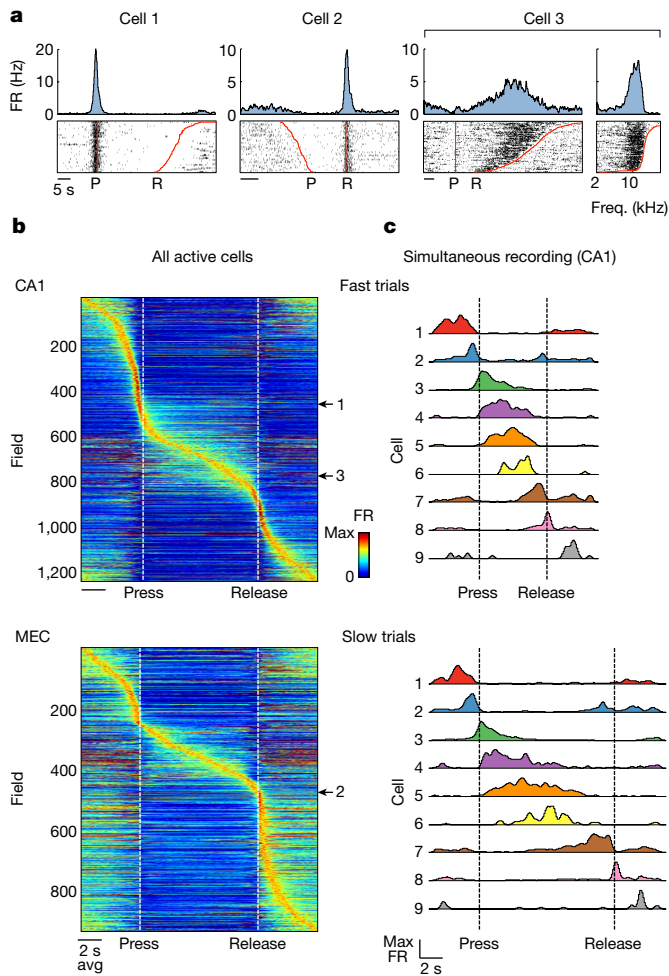 a
Cell 1
Cell 2
Cell 3
FR (Hz)
20
10
0
10
5
0
10
5
0
5 s
P
R
P
R
P
R
2
10
Freq. (kHz)
b
All active cells
CA1
Field
200
400
600
800
1,000
1,200
1
3
FR
Max
0
Press
Release
MEC
Field
200
400
600
800
2
2 s
avg
Press
Release
c
Simultaneous recording (CA1)
Fast trials
Cell
1
2
3
4
5
6
7
8
9
Press
Release
Slow trials
Cell
1
2
3
4
5
6
7
8
9
Max
FR
2 s
Press
Release